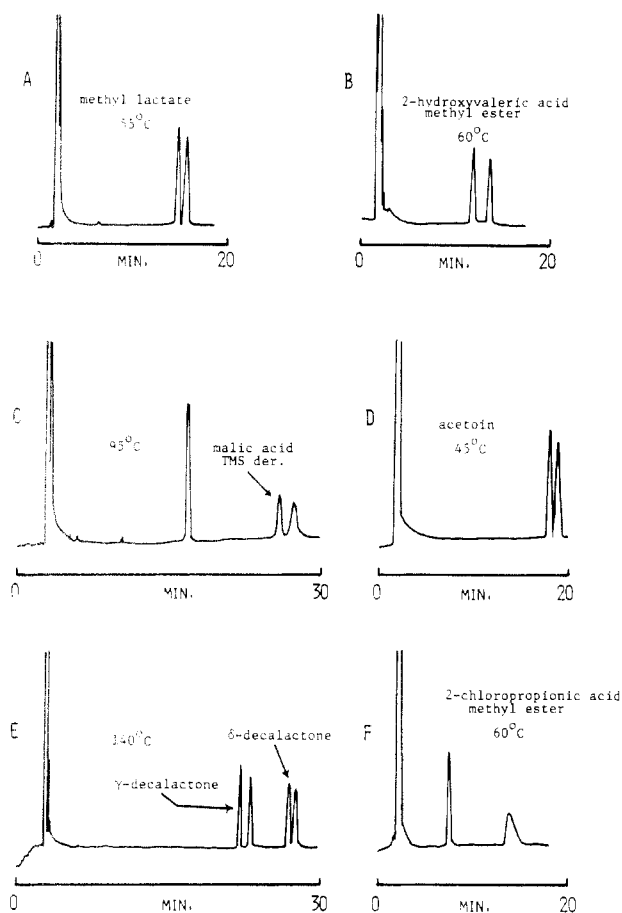 A
methyl lactate
55°C
0
MIN.
20
B
2-hydroxyvaleric acid
methyl ester
60°C
0
MIN.
20
C
95°C
malic acid
TMS der.
0
MIN.
30
D
acetoin
45°C
0
MIN.
20
E
140°C
δ-decalactone
γ-decalactone
0
MIN.
30
F
2-chloropropionic acid
methyl ester
60°C
0
MIN.
20